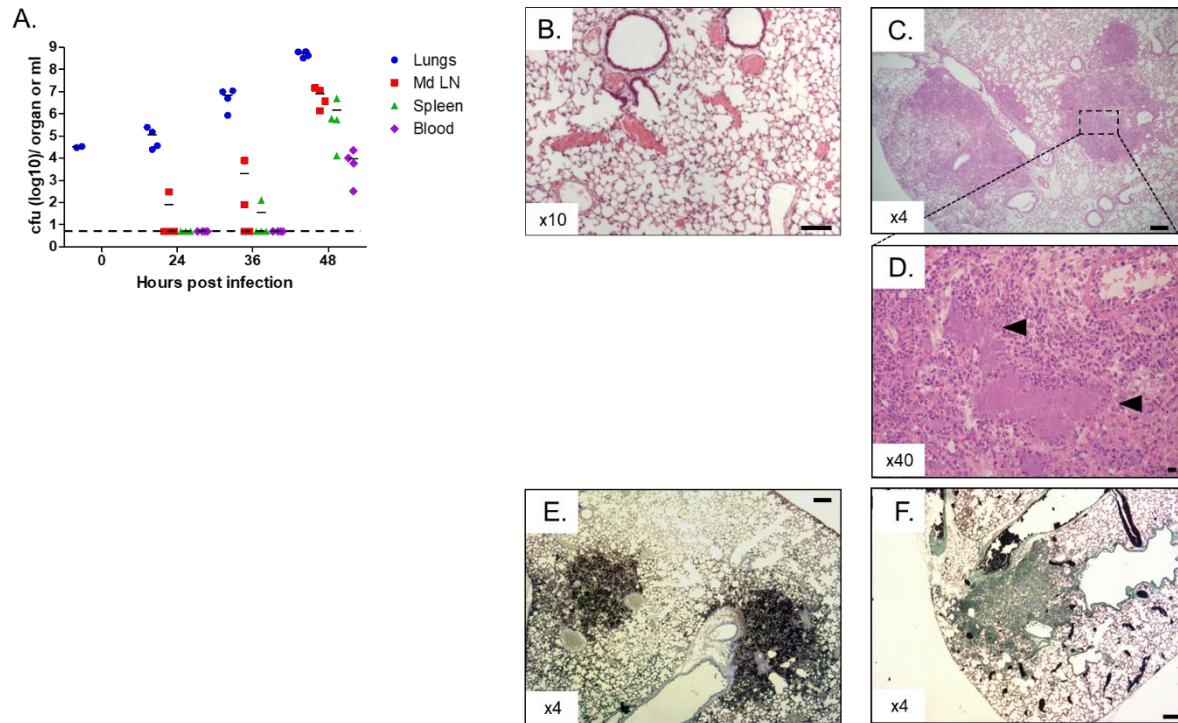 A.
cfu (log10)/ organ or ml
9
8
7
6
5
4
3
2
1
0
0 24 36 48
Hours post infection
Lungs
Md LN
Spleen
Blood
B.
x10
C.
x4
D.
x40
E.
x4
F.
x4